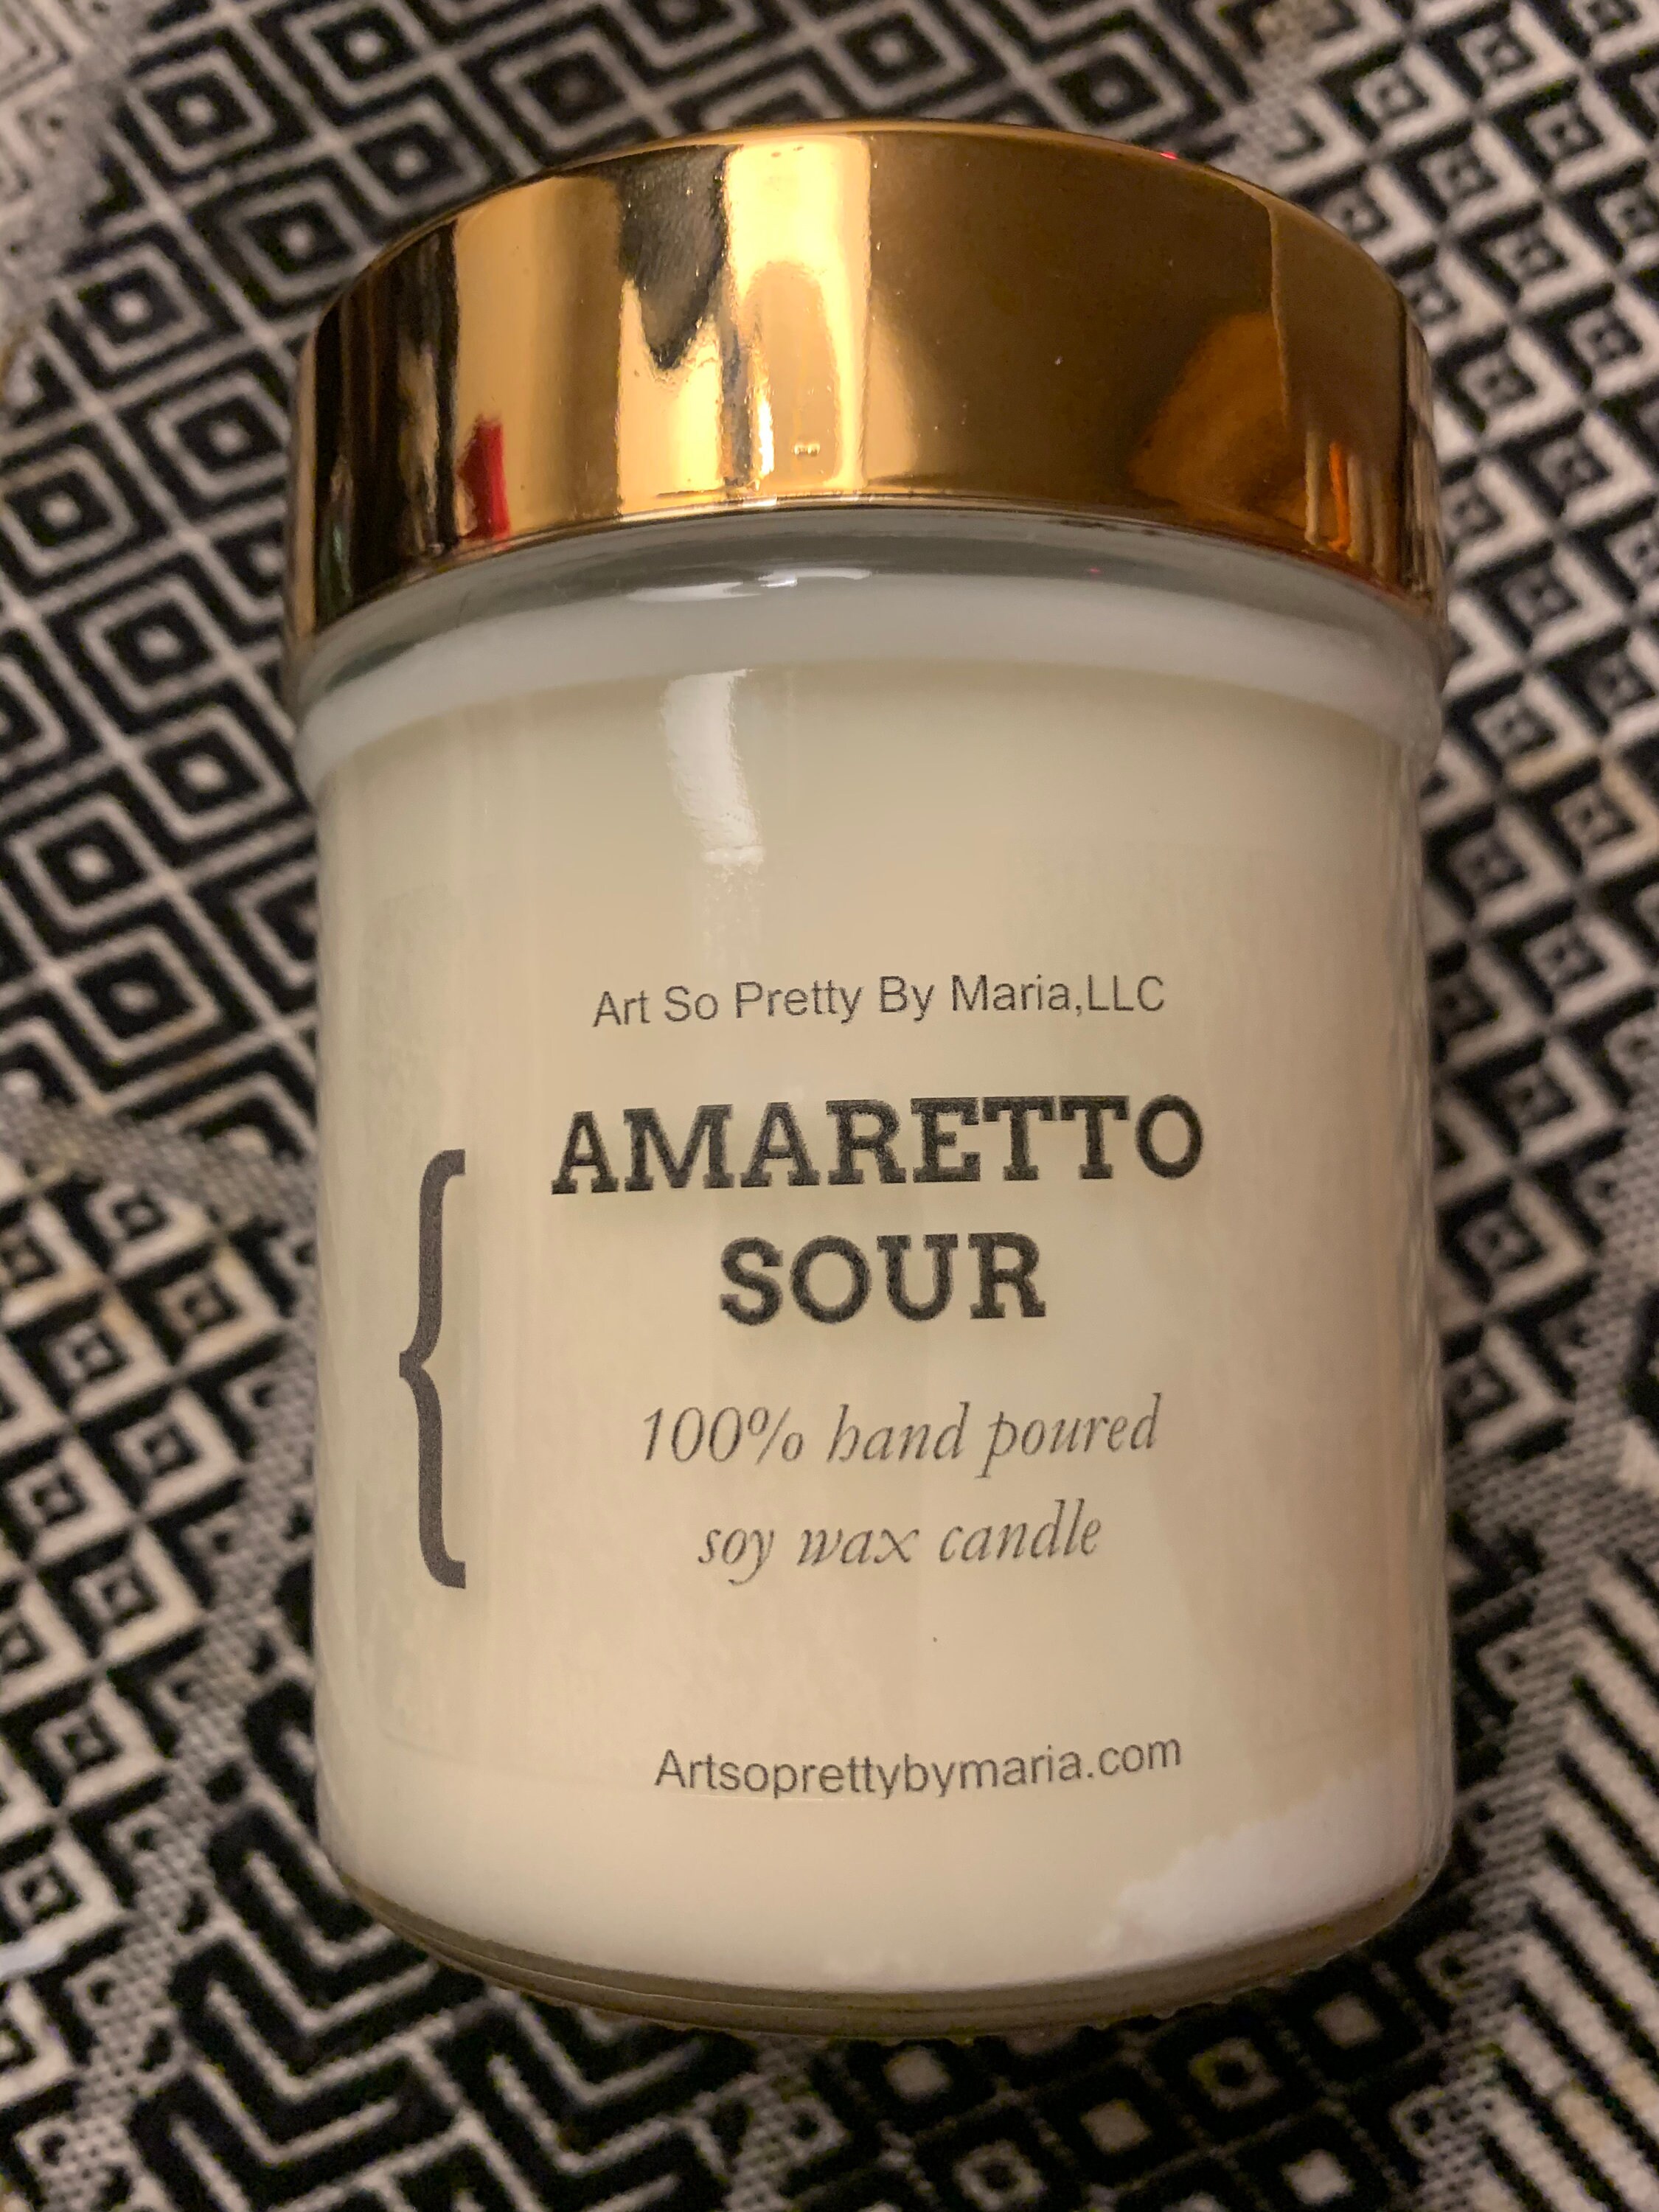 Art So Pretty By Maria,LLC
{
AMARETTO
SOUR
100% hand poured
soy wax candle
Artsoprettybymaria.com